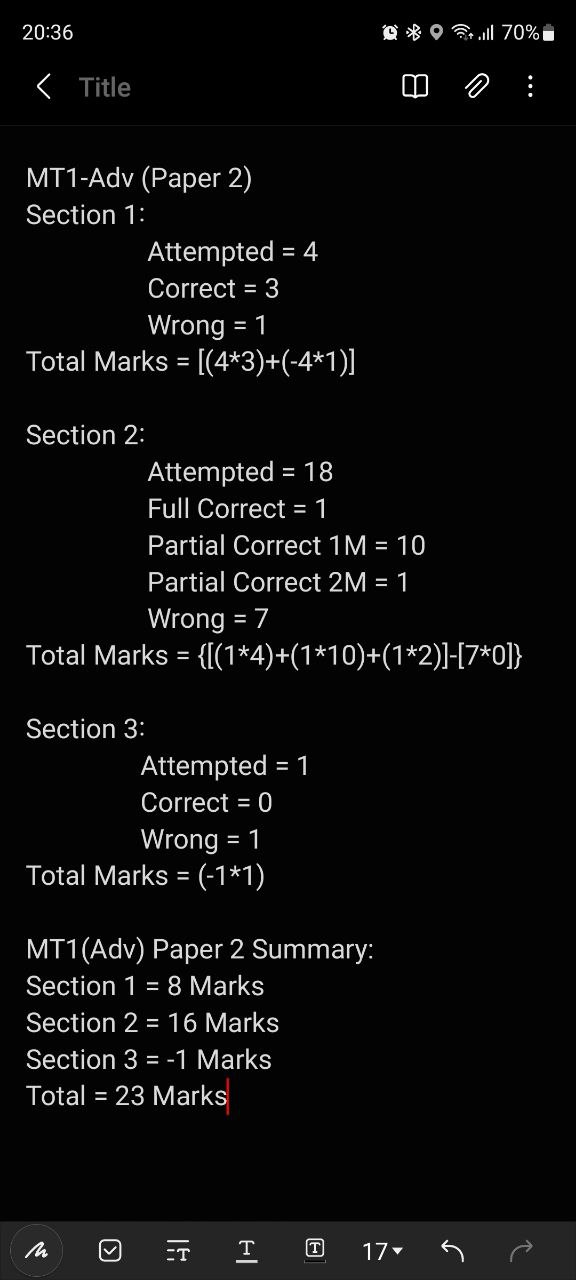 20:36
70%
Title
MT1-Adv (Paper 2)
Section 1:
Attempted = 4
Correct = 3
Wrong = 1
Total Marks = [(4*3)+(-4*1)]
Section 2:
Attempted = 18
Full Correct = 1
Partial Correct 1M = 10
Partial Correct 2M = 1
Wrong = 7
Total Marks = {[(1*4)+(1*10)+(1*2)]-[7*0]}
Section 3:
Attempted = 1
Correct = 0
Wrong = 1
Total Marks = (-1*1)
MT1(Adv) Paper 2 Summary:
Section 1 = 8 Marks
Section 2 = 16 Marks
Section 3 = -1 Marks
Total = 23 Marks
T T T 17